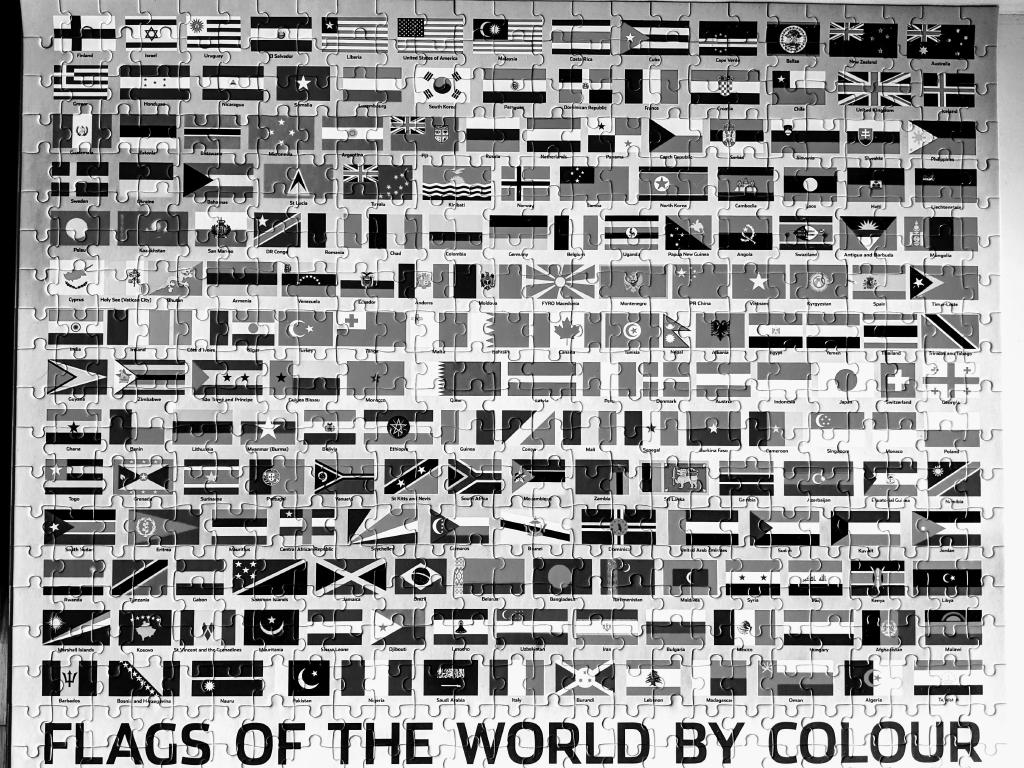 Finland Israel Uruguay El Salvador Liberia United States of America Malaysia Costa Rica Cuba Cape Verde Belize New Zealand Australia
Greece Honduras Nicaragua Somalia Luxembourg South Korea Paraguay Dominican Republic France Croatia Chile United Kingdom Iceland
Guatemala Estonia Botswana Micronesia Argentina Fiji Russia Netherlands Panama Czech Republic Serbia Slovenia Slovakia Philippines
Sweden Ukraine Bahamas St Lucia Tuvalu Kiribati Norway Samoa North Korea Cambodia Laos Haiti Liechtenstein
Palau Kazakhstan San Marino DR Congo Romania Chad Colombia Germany Belgium Uganda Papua New Guinea Angola Swaziland Antigua and Barbuda Mongolia
Cyprus Holy See (Vatican City) Bhutan Armenia Venezuela Ecuador Andorra Moldova FYRO Macedonia Montenegro PR China Vietnam Kyrgyzstan Spain Timor-Leste
India Ireland Côte d'Ivoire Niger Turkey Tonga Malta Bahrain Canada Tunisia Nepal Albania Egypt Yemen Thailand Trinidad and Tobago
Guyana Zimbabwe São Tomé and Principe Guinea Bissau Morocco Qatar Latvia Peru Denmark Austria Indonesia Japan Switzerland Georgia
Ghana Benin Lithuania Myanmar (Burma) Bolivia Ethiopia Guinea Congo Mali Senegal Burkina Faso Cameroon Singapore Monaco Poland
Togo Grenada Suriname Portugal Vanuatu St Kitts and Nevis South Africa Mozambique Zambia Sri Lanka Gambia Azerbaijan Equatorial Guinea Namibia
South Sudan Eritrea Mauritius Central African Republic Seychelles Comoros Brunei Dominica United Arab Emirates Sudan Kuwait Jordan
Rwanda Tanzania Gabon Solomon Islands Jamaica Brazil Belarus Bangladesh Turkmenistan Maldives Syria Iraq Kenya Libya
Marshall Islands Kosovo St Vincent and the Grenadines Mauritania Sierra Leone Djibouti Lesotho Uzbekistan Iran Bulgaria Mexico Hungary Afghanistan Malawi
Barbados Bosnia and Herzegovina Nauru Pakistan Nigeria Saudi Arabia Italy Burundi Lebanon Madagascar Oman Algeria Tajikistan
FLAGS OF THE WORLD BY COLOUR